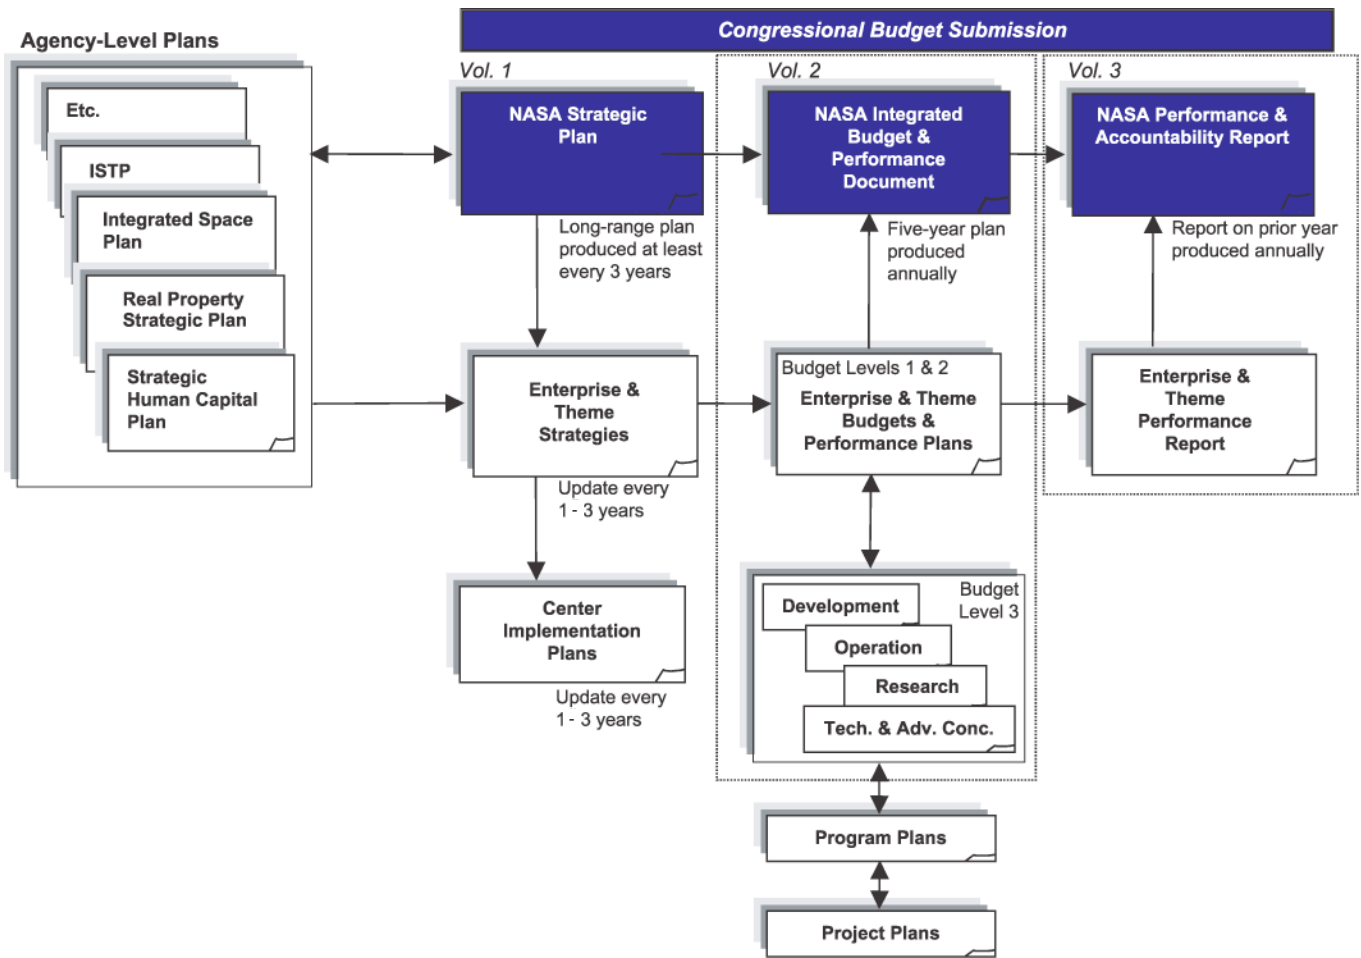 Congressional Budget Submission
Agency-Level Plans
Etc.
ISTP
Integrated Space
Plan
Real Property
Strategic Plan
Strategic
Human Capital
Plan
Vol. 1
NASA Strategic
Plan
Long-range plan
produced at least
every 3 years
Enterprise &
Theme
Strategies
Update every
1 - 3 years
Center
Implementation
Plans
Update every
1 - 3 years
Vol. 2
NASA Integrated
Budget &
Performance
Document
Five-year plan
produced
annually
Budget Levels 1 & 2
Enterprise & Theme
Budgets &
Performance Plans
Budget
Level 3
Development
Operation
Research
Tech. & Adv. Conc.
Program Plans
Project Plans
Vol. 3
NASA Performance &
Accountability Report
Report on prior year
produced annually
Enterprise &
Theme
Performance
Report